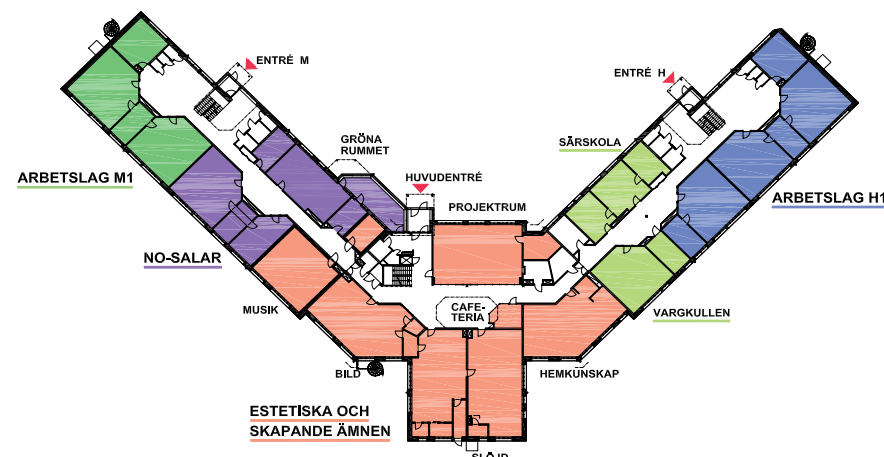 ENTRÉ M
ENTRÉ H
GRÖNA
RUMMET
SÄRSKOLA
ARBETSLAG M1
HUVUDENTRÉ
PROJEKTRUM
ARBETSLAG H1
NO-SALAR
MUSIK
CAFE-
TERIA
VARGKULLEN
BILD
HEMKUNSKAP
ESTETISKA OCH
SKAPANDE ÄMNEN
SLÖJD